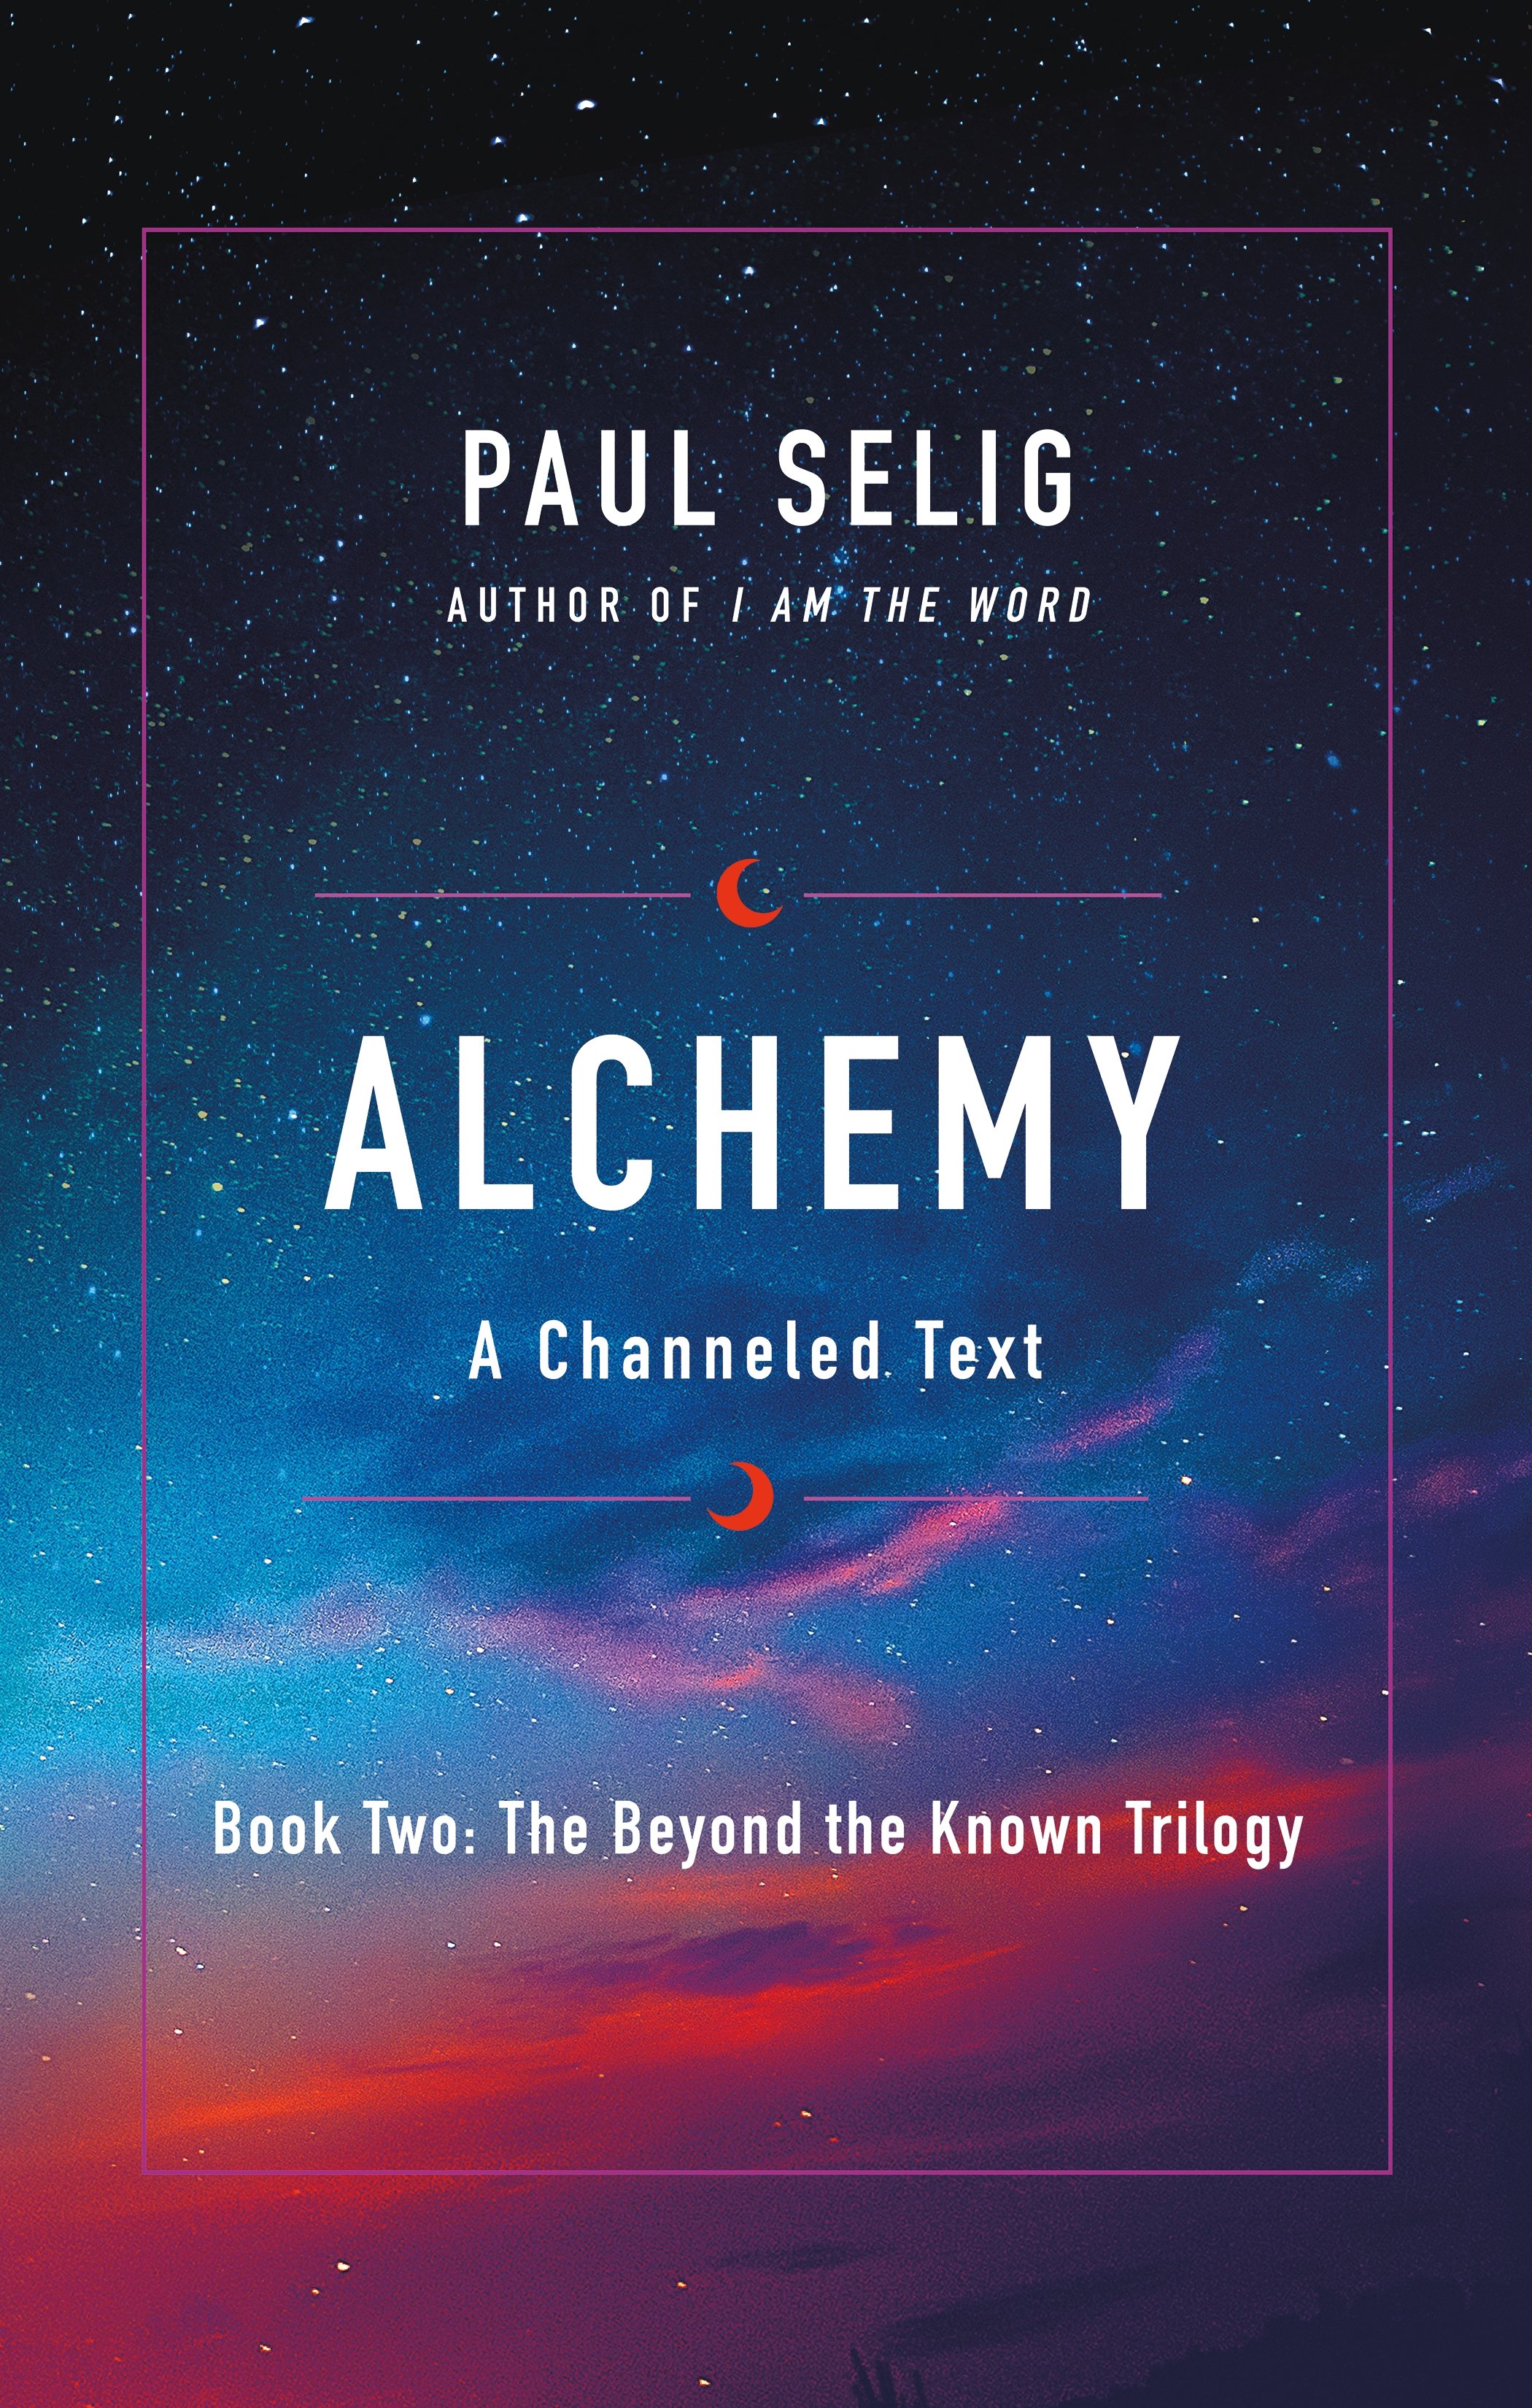 PAUL SELIG
AUTHOR OF I AM THE WORD
ALCHEMY
A Channeled Text
Book Two: The Beyond the Known Trilogy